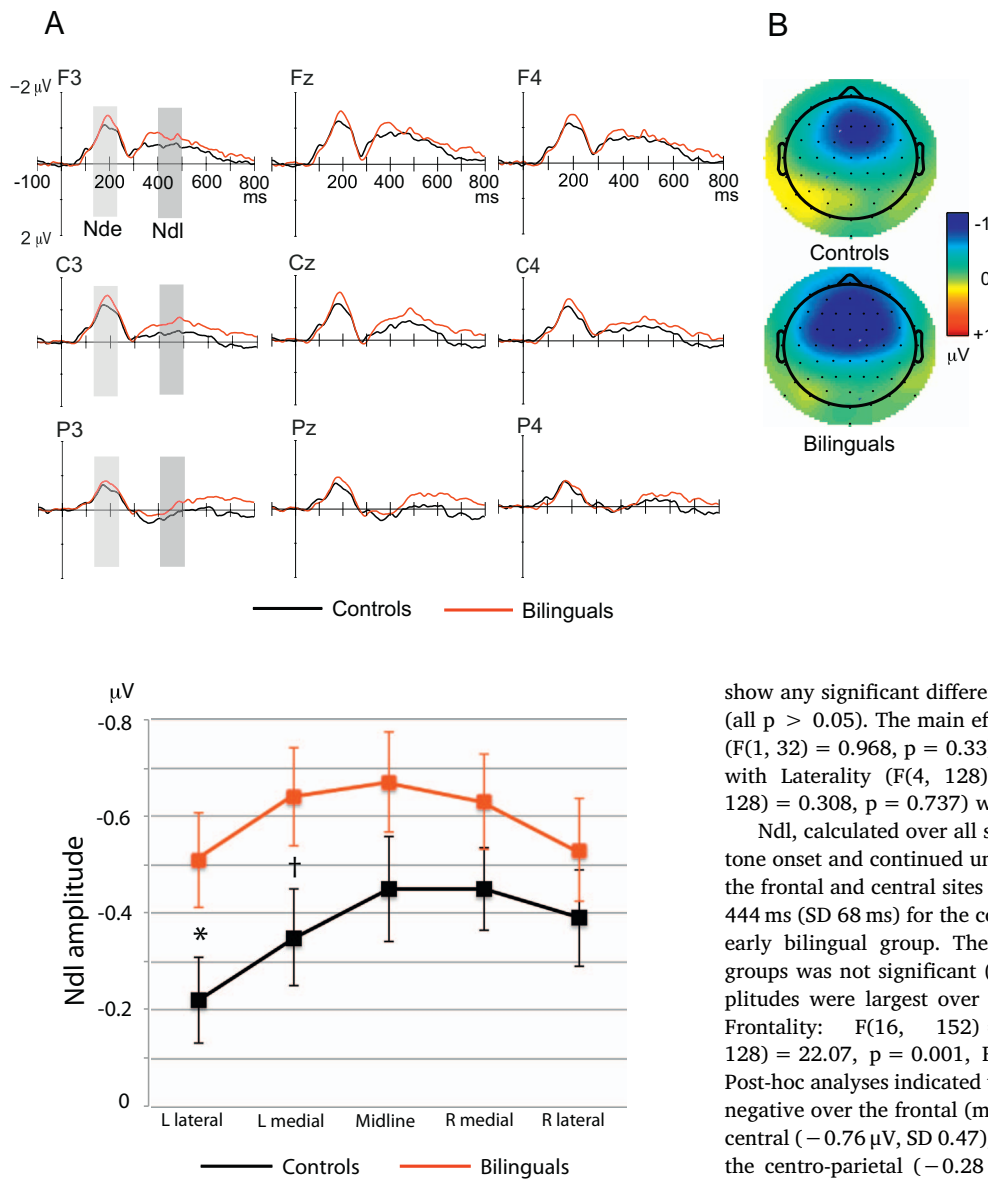 A
B
F3
Fz
F4
−2 μV
-100
200
400
600
800
ms
200
400
600
800
ms
200
400
600
800
ms
Nde
Ndl
2 μV
Controls
-1
0
+1
μV
C3
Cz
C4
Bilinguals
P3
Pz
P4
Controls
Bilinguals
μV
-0.8
-0.6
-0.4
-0.2
0
Ndl amplitude
*
†
L lateral
L medial
Midline
R medial
R lateral
Controls
Bilinguals
show any significant differe
(all p > 0.05). The main ef
(F(1, 32) = 0.968, p = 0.33
with Laterality (F(4, 128)
128) = 0.308, p = 0.737) w
Ndl, calculated over all s
tone onset and continued un
the frontal and central sites
444 ms (SD 68 ms) for the c
early bilingual group. The
groups was not significant (
plitudes were largest over
Frontality: F(16, 152)
128) = 22.07, p = 0.001,
Post-hoc analyses indicated
negative over the frontal (m
central (−0.76 μV, SD 0.47)
the centro-parietal (−0.28